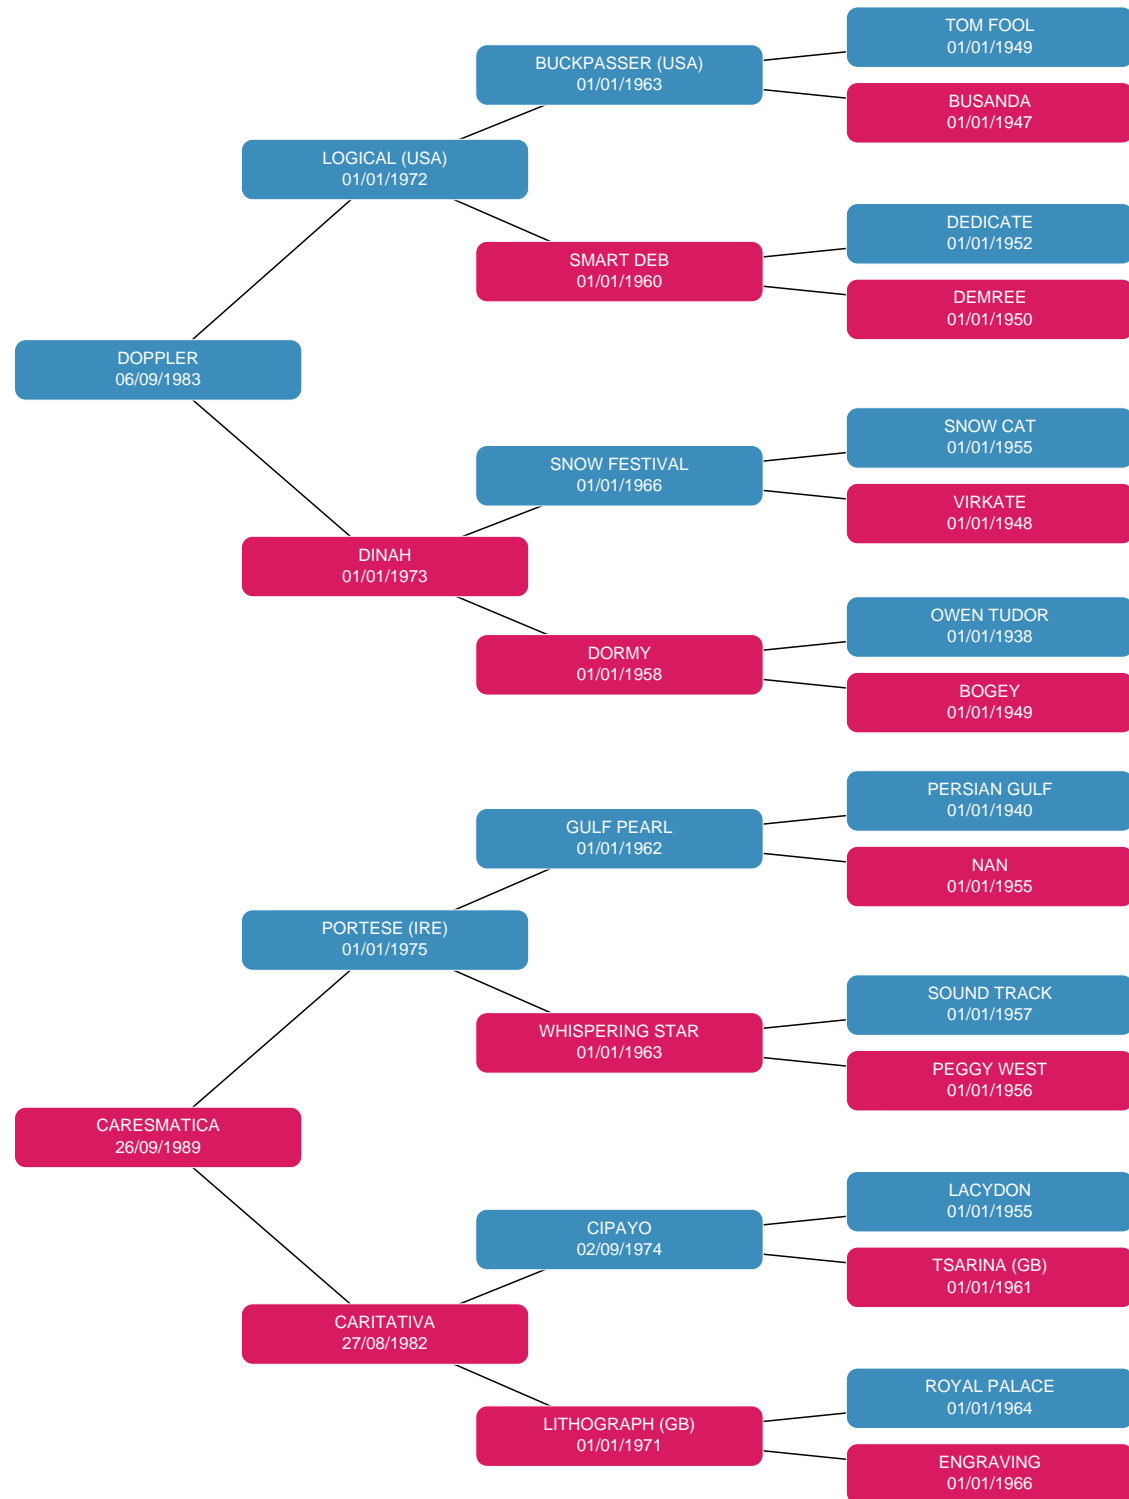 TOM FOOL
01/01/1949
BUCKPASSER (USA)
01/01/1963
BUSANDA
01/01/1947
LOGICAL (USA)
01/01/1972
DEDICATE
01/01/1952
SMART DEB
01/01/1960
DEMREE
01/01/1950
DOPPLER
06/09/1983
SNOW CAT
01/01/1955
SNOW FESTIVAL
01/01/1966
VIRKATE
01/01/1948
DINAH
01/01/1973
OWEN TUDOR
01/01/1938
DORMY
01/01/1958
BOGEY
01/01/1949
PERSIAN GULF
01/01/1940
GULF PEARL
01/01/1962
NAN
01/01/1955
PORTESE (IRE)
01/01/1975
SOUND TRACK
01/01/1957
WHISPERING STAR
01/01/1963
PEGGY WEST
01/01/1956
CARESMATICA
26/09/1989
LACYDON
01/01/1955
CIPAYO
02/09/1974
TSARINA (GB)
01/01/1961
CARITATIVA
27/08/1982
ROYAL PALACE
01/01/1964
LITHOGRAPH (GB)
01/01/1971
ENGRAVING
01/01/1966